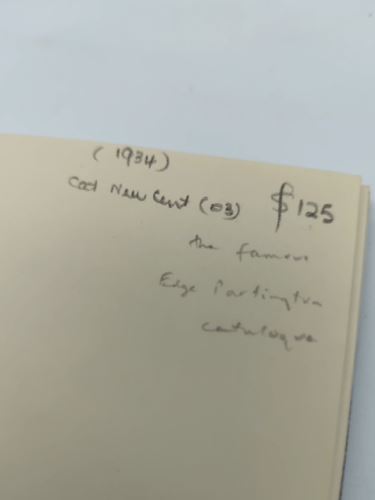 (1934)
Cat New Cent (03) $125
the famous
Edge Partington
catalogue